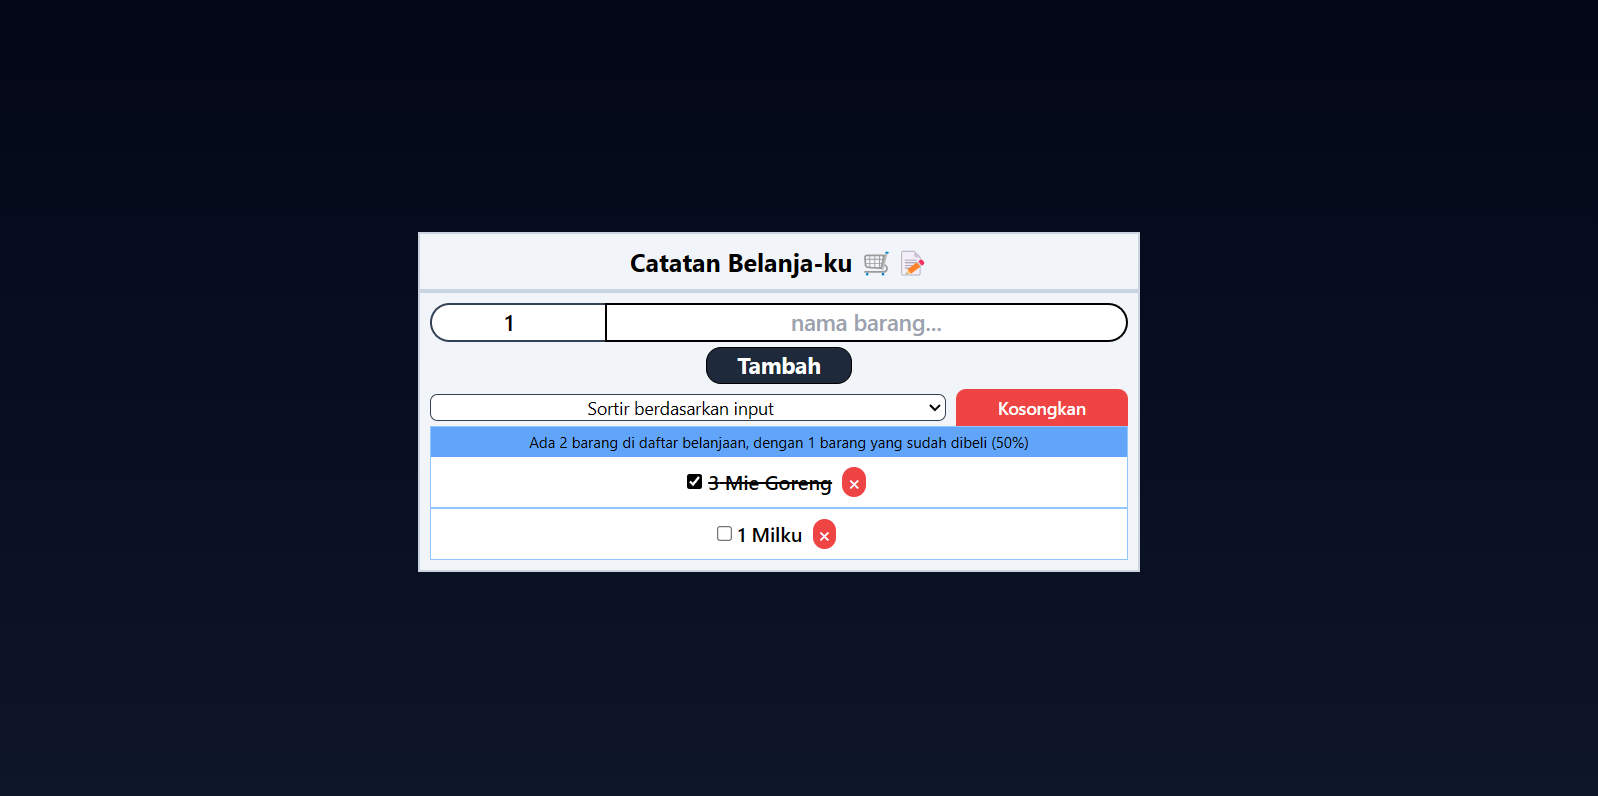 Catatan Belanja-ku 🛒 📝
1 nama barang...
Tambah
Sortir berdasarkan input Kosongkan
Ada 2 barang di daftar belanjaan, dengan 1 barang yang sudah dibeli (50%)
3 Mie Goreng ×
1 Milku ×